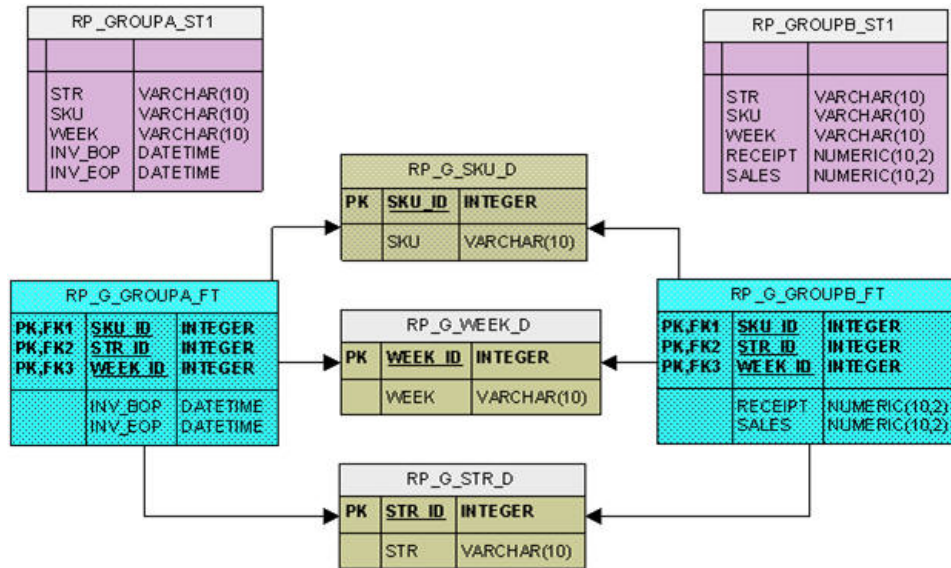 RP_GROUPA_ST1
STR VARCHAR(10)
SKU VARCHAR(10)
WEEK VARCHAR(10)
INV_BOP DATETIME
INV_EOP DATETIME
RP_GROUPB_ST1
STR VARCHAR(10)
SKU VARCHAR(10)
WEEK VARCHAR(10)
RECEIPT NUMERIC(10,2)
SALES NUMERIC(10,2)
RP_G_SKU_D
PK SKU_ID INTEGER
SKU VARCHAR(10)
RP_G_GROUPA_FT
PK,FK1 SKU_ID INTEGER
PK,FK2 STR_ID INTEGER
PK,FK3 WEEK_ID INTEGER
INV_BOP DATETIME
INV_EOP DATETIME
RP_G_WEEK_D
PK WEEK_ID INTEGER
WEEK VARCHAR(10)
RP_G_GROUPB_FT
PK,FK1 SKU_ID INTEGER
PK,FK2 STR_ID INTEGER
PK,FK3 WEEK_ID INTEGER
RECEIPT NUMERIC(10,2)
SALES NUMERIC(10,2)
RP_G_STR_D
PK STR_ID INTEGER
STR VARCHAR(10)